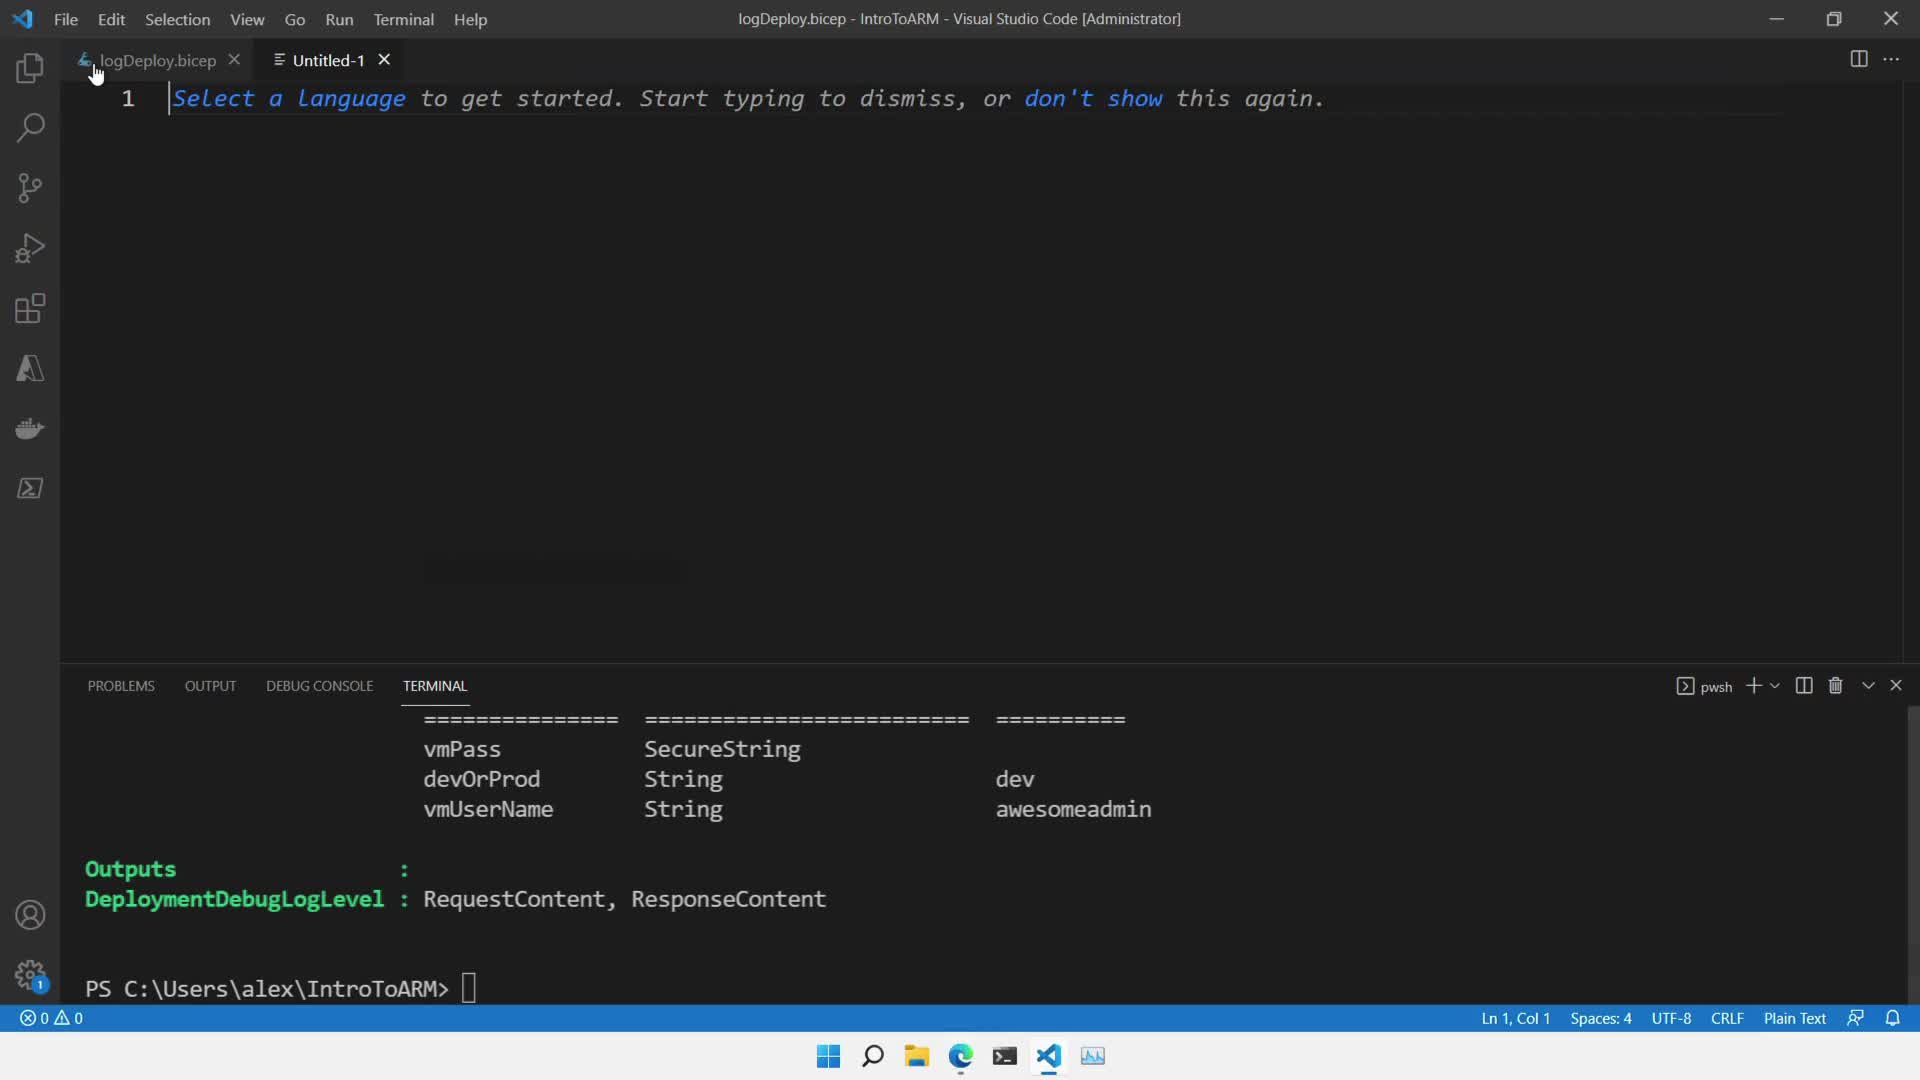 File Edit Selection View Go Run Terminal Help
logDeploy.bicep - IntroToARM - Visual Studio Code [Administrator]
logDeploy.bicep Untitled-1
1 Select a language to get started. Start typing to dismiss, or don't show this again.
PROBLEMS OUTPUT DEBUG CONSOLE TERMINAL
pwsh
=============== ========================= ==========
vmPass SecureString
devOrProd String dev
vmUserName String awesomeadmin
Outputs :
DeploymentDebugLogLevel : RequestContent, ResponseContent
PS C:\Users\alex\IntroToARM>
1
0 0 Ln 1, Col 1 Spaces: 4 UTF-8 CRLF Plain Text